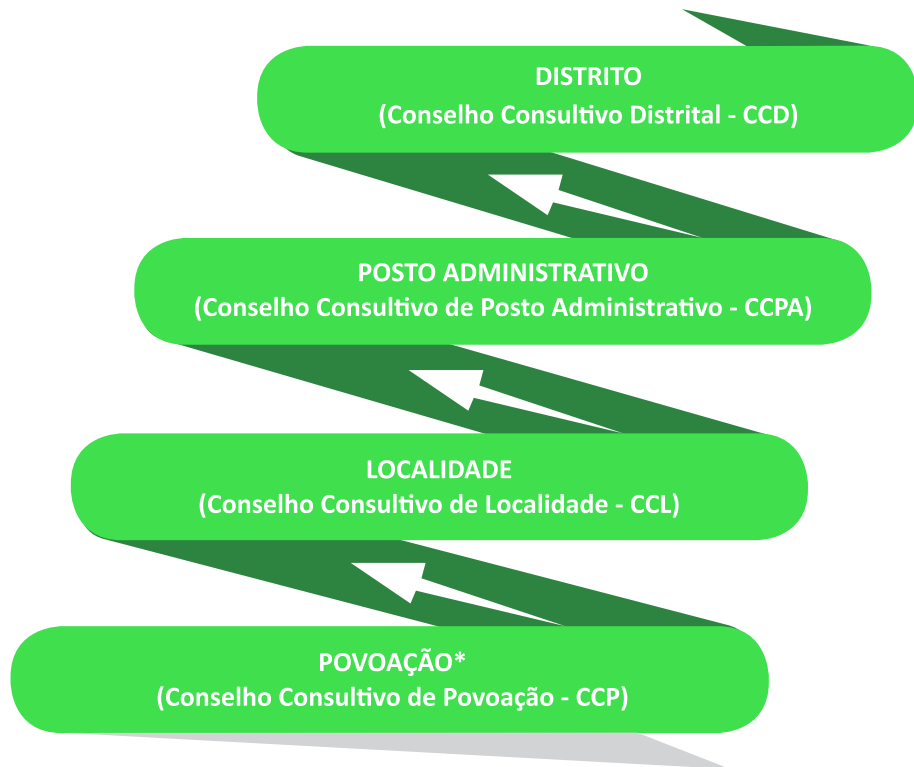 DISTRITO
(Conselho Consultivo Distrital - CCD)
POSTO ADMINISTRATIVO
(Conselho Consultivo de Posto Administrativo - CCPA)
LOCALIDADE
(Conselho Consultivo de Localidade - CCL)
POVOAÇÃO*
(Conselho Consultivo de Povoação - CCP)